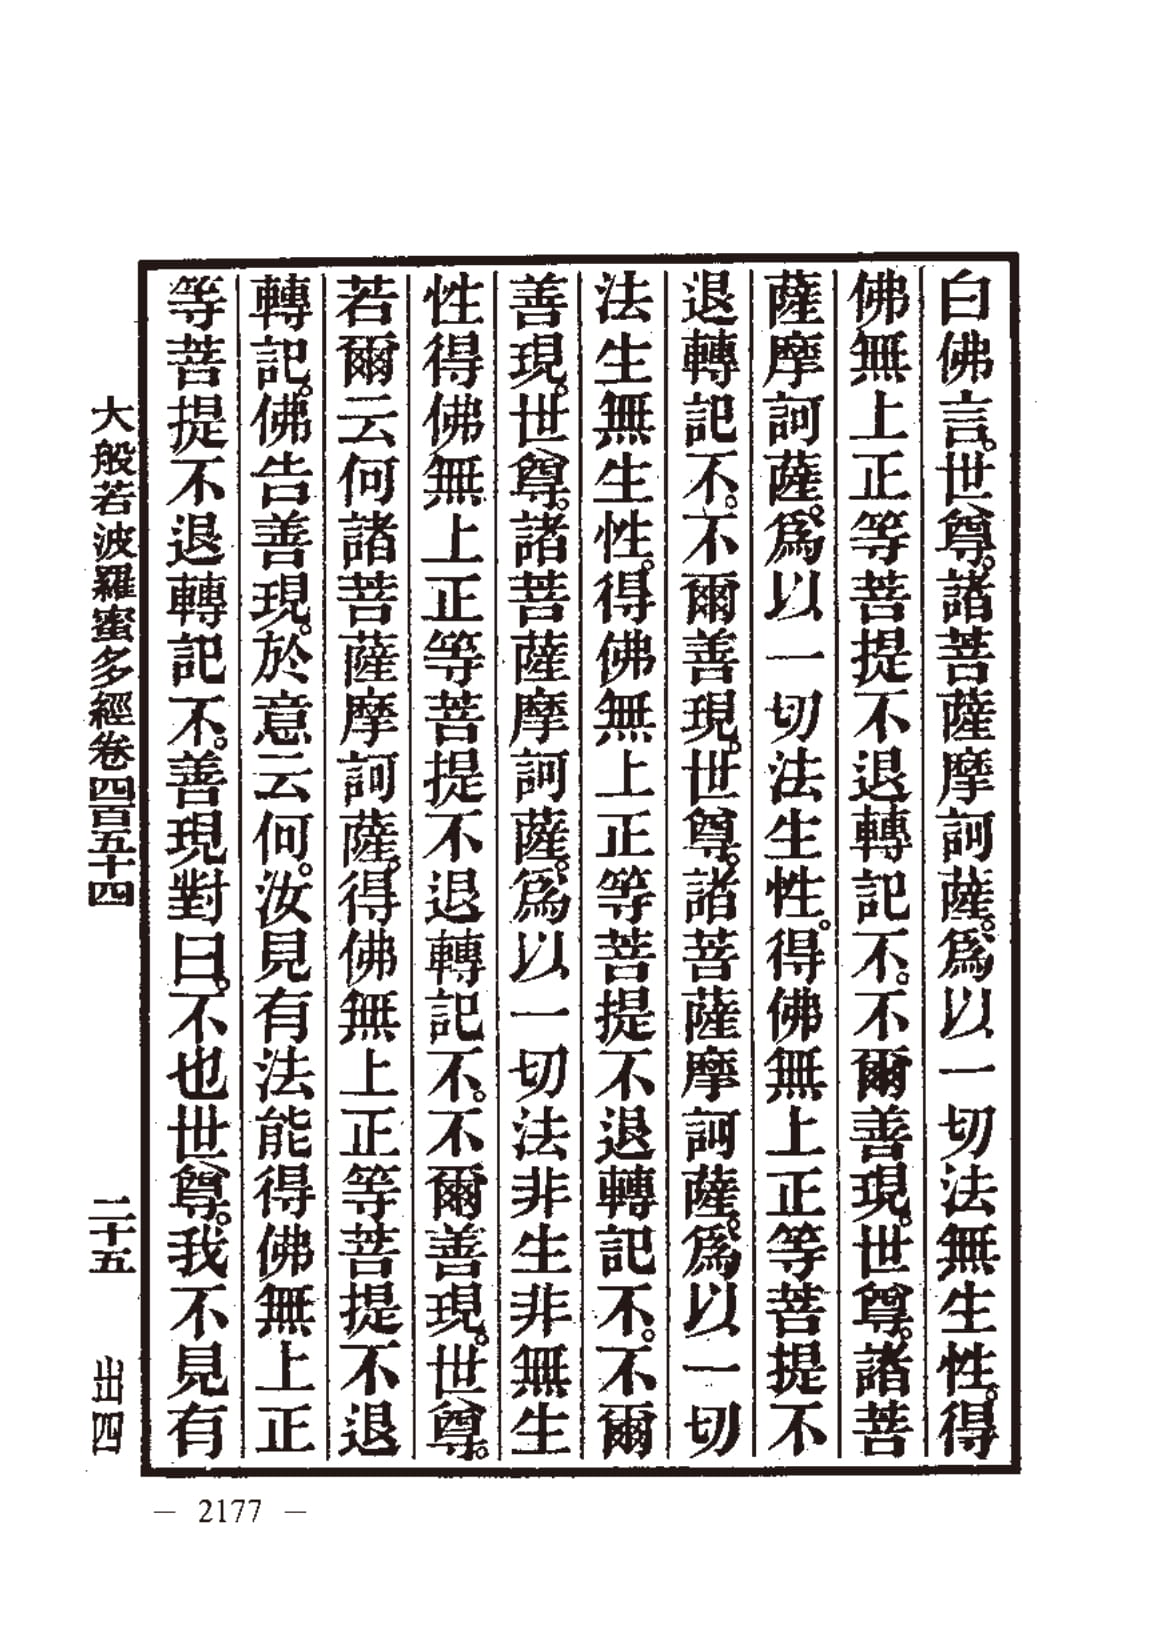 白佛言。世尊。諸菩薩摩訶薩。爲以一切法無生性。得
佛無上正等菩提不退轉記不。不爾善現。世尊。諸菩
薩摩訶薩。爲以一切法生性。得佛無上正等菩提不
退轉記不。不爾善現。世尊。諸菩薩摩訶薩。爲以一切
法生無生性。得佛無上正等菩提不退轉記不。不爾
善現。世尊。諸菩薩摩訶薩。爲以一切法非生非無生
性得佛無上正等菩提不退轉記不。不爾善現。世尊。
若爾云何諸菩薩摩訶薩。得佛無上正等菩提不退
轉記。佛告善現。於意云何。汝見有法能得佛無上正
等菩提不退轉記不。善現對曰。不也世尊。我不見有
大般若波羅蜜多經卷四百五十四 二十五 出四
— 2177 —